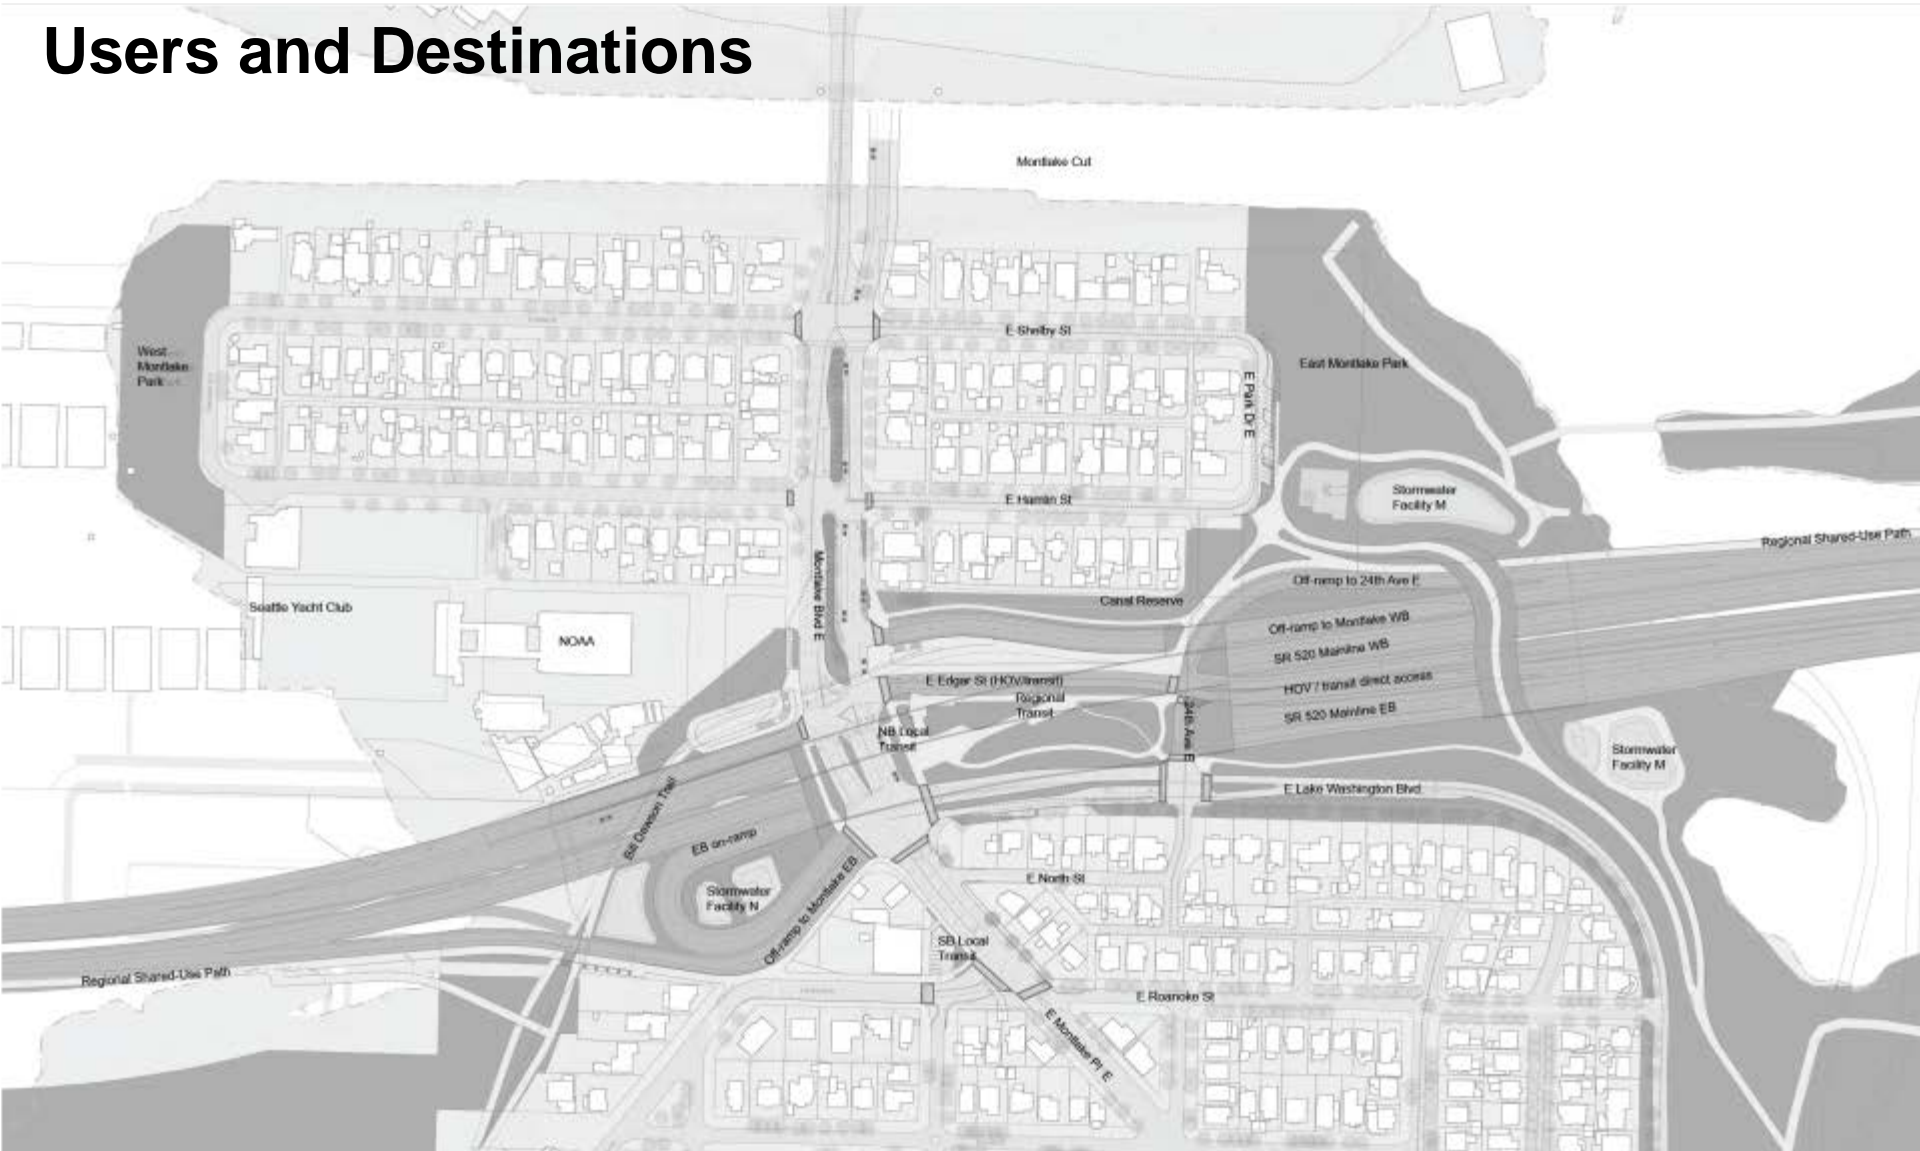 Users and Destinations
Montlake Cut
E Shelby St
West
Montlake
Park
East Montlake Park
E Park Dr E
E Hamlin St
Stormwater
Facility M
Regional Shared-Use Path
Montlake Blvd E
Off-ramp to 24th Ave E
Canal Reserve
Seattle Yacht Club
NOAA
Off-ramp to Montlake WB
SR 520 Mainline WB
E Edgar St (HOV/transit)
HOV / transit direct access
Regional
Transit
SR 520 Mainline EB
24th Ave E
NB Local
Transit
Stormwater
Facility M
E Lake Washington Blvd
Bill Dawson Trail
EB on-ramp
E North St
Stormwater
Facility N
Off-ramp to Montlake EB
SB Local
Transit
Regional Shared-Use Path
E Roanoke St
E Montlake Pl E